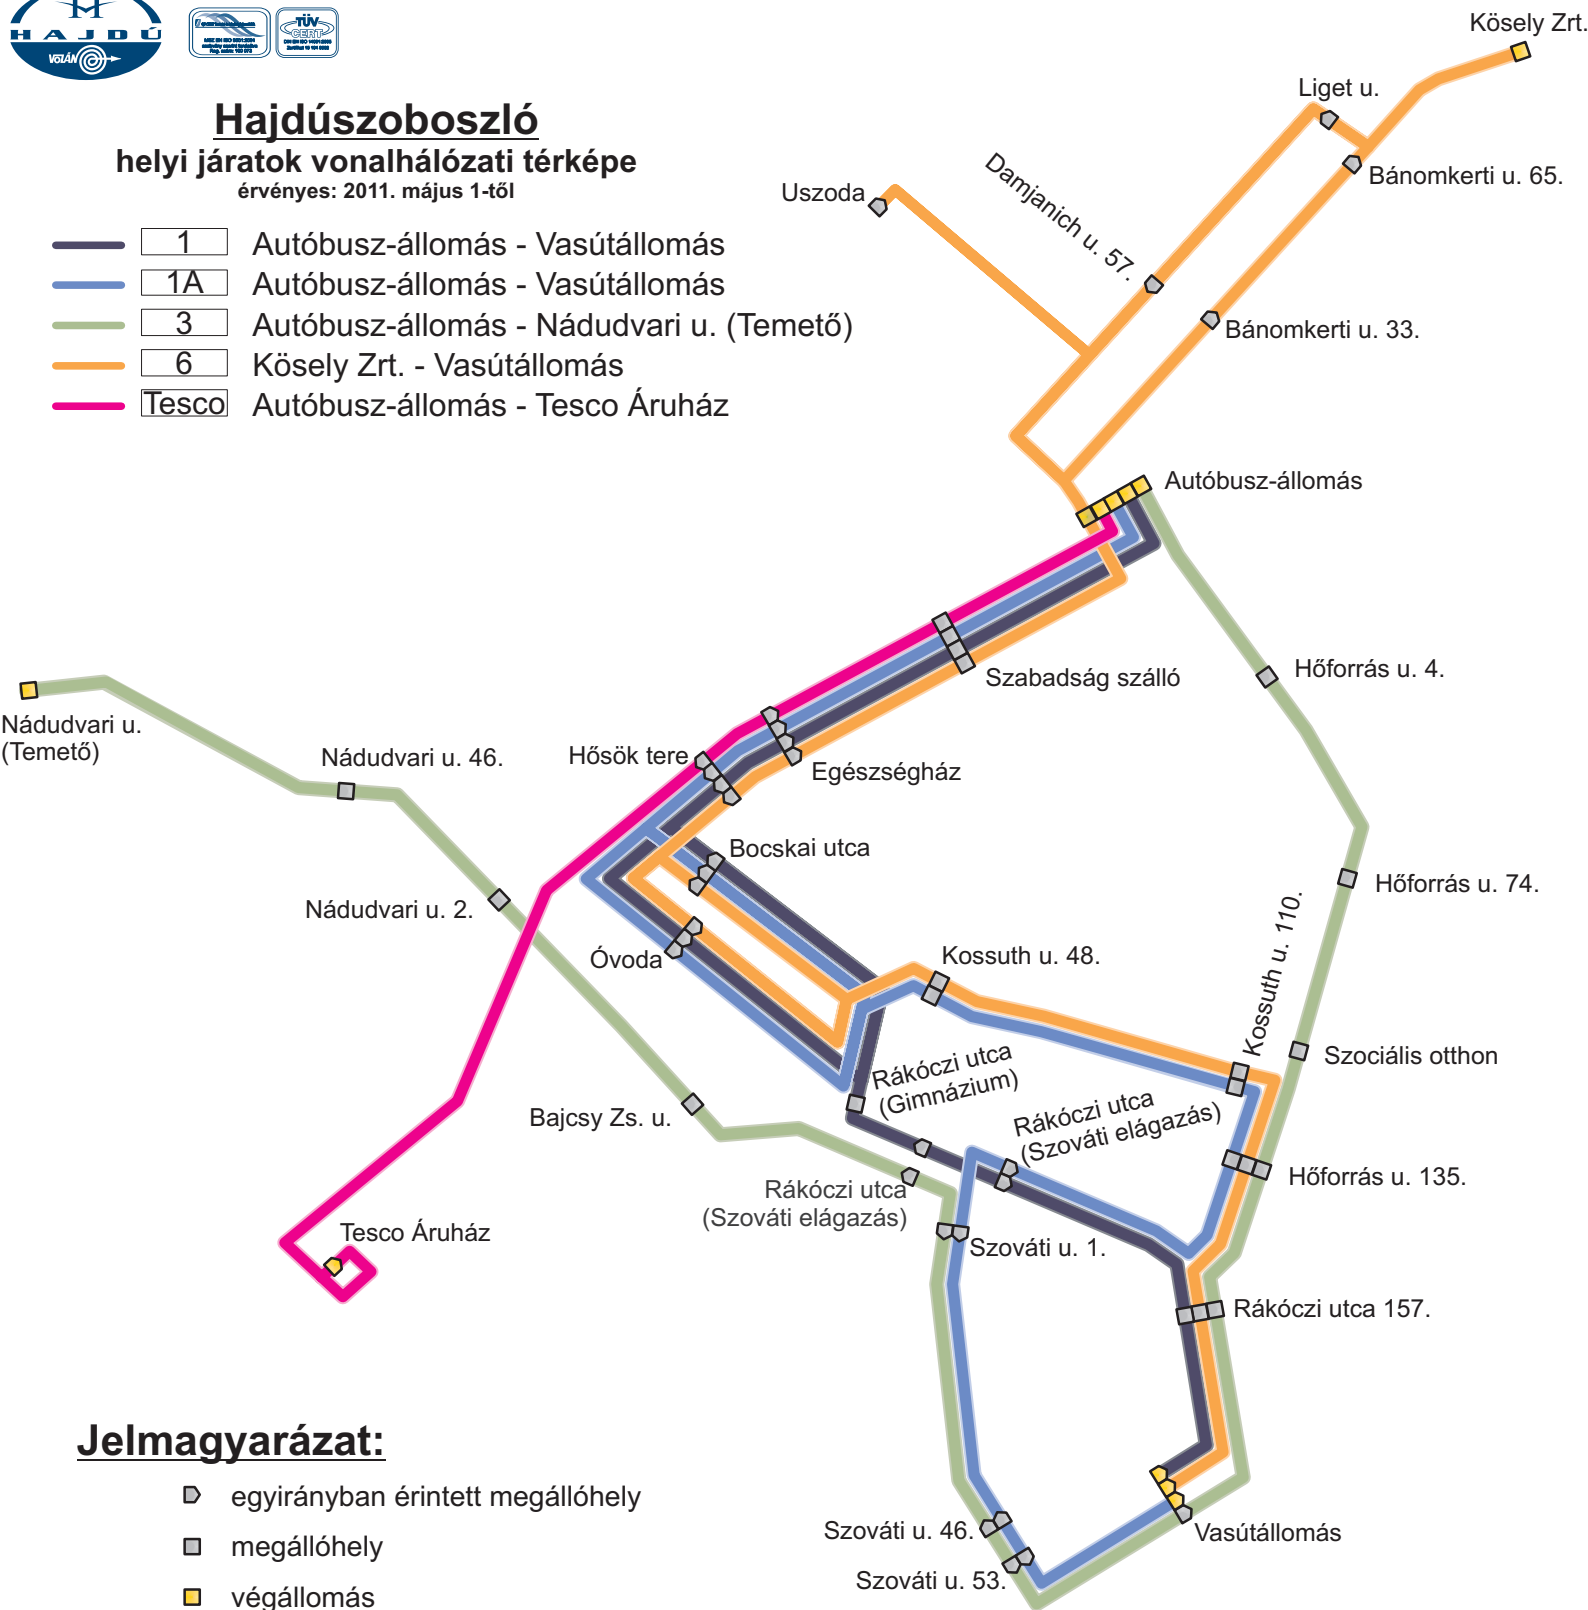 HAJDÚ
VOLÁN
TÜV
CERT
Hajdúszoboszló
helyi járatok vonalhálózati térképe
érvényes: 2011. május 1-től
1 Autóbusz-állomás - Vasútállomás
1A Autóbusz-állomás - Vasútállomás
3 Autóbusz-állomás - Nádudvari u. (Temető)
6 Kösely Zrt. - Vasútállomás
Tesco Autóbusz-állomás - Tesco Áruház
Kösely Zrt.
Liget u.
Bánomkerti u. 65.
Uszoda
Damjanich u. 57.
Bánomkerti u. 33.
Autóbusz-állomás
Szabadság szálló
Hőforrás u. 4.
Nádudvari u.
(Temető)
Nádudvari u. 46.
Hősök tere
Egészségház
Bocskai utca
Nádudvari u. 2.
Hőforrás u. 74.
Óvoda
Kossuth u. 48.
Kossuth u. 110.
Szociális otthon
Rákóczi utca
(Gimnázium)
Bajcsy Zs. u.
Rákóczi utca
(Szováti elágazás)
Hőforrás u. 135.
Rákóczi utca
(Szováti elágazás)
Tesco Áruház
Szováti u. 1.
Rákóczi utca 157.
Szováti u. 46.
Vasútállomás
Szováti u. 53.
Jelmagyarázat:
egyirányban érintett megállóhely
megállóhely
végállomás